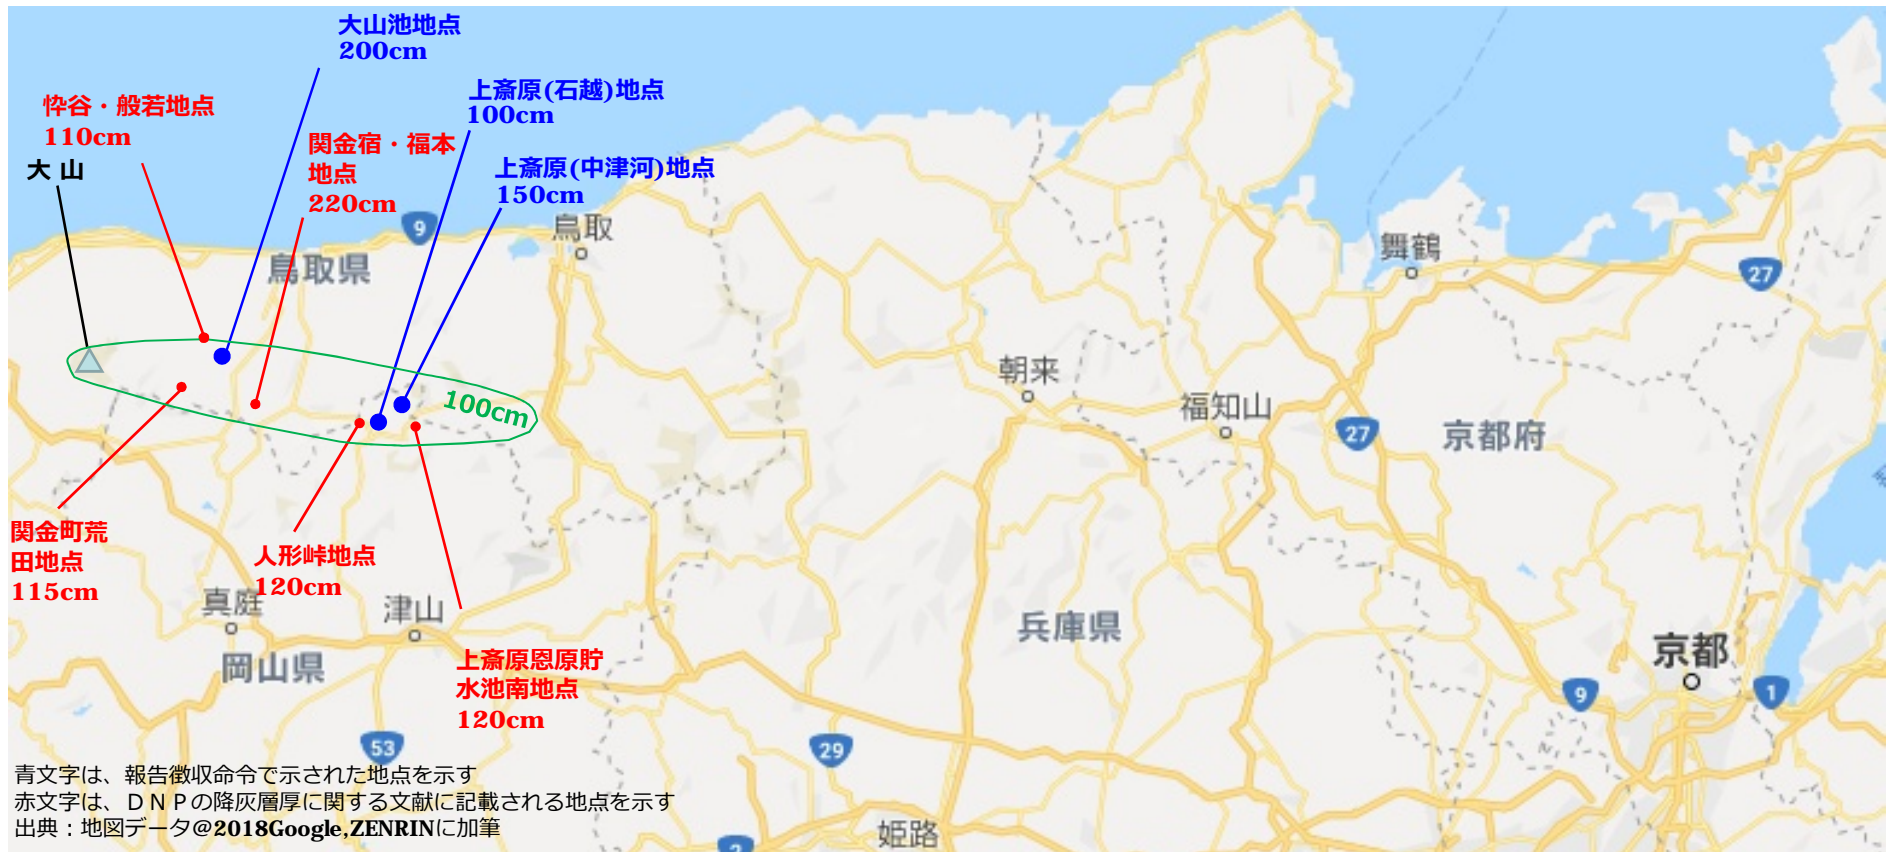 大山池地点
200cm
上斎原(石越)地点
100cm
忰谷・般若地点
110cm
関金宿・福本
地点
220cm
大 山
上斎原(中津河)地点
150cm
9
鳥取
鳥取県
舞鶴
27
100cm
朝来
福知山
27
京都府
関金町荒
田地点
115cm
人形峠地点
120cm
真庭
津山
兵庫県
岡山県
上斎原恩原貯
水池南地点
120cm
京都
9
1
53
29
青文字は、報告徴収命令で示された地点を示す
赤文字は、DNPの降灰層厚に関する文献に記載される地点を示す
出典:地図データ@2018Google,ZENRINに加筆
姫路
2